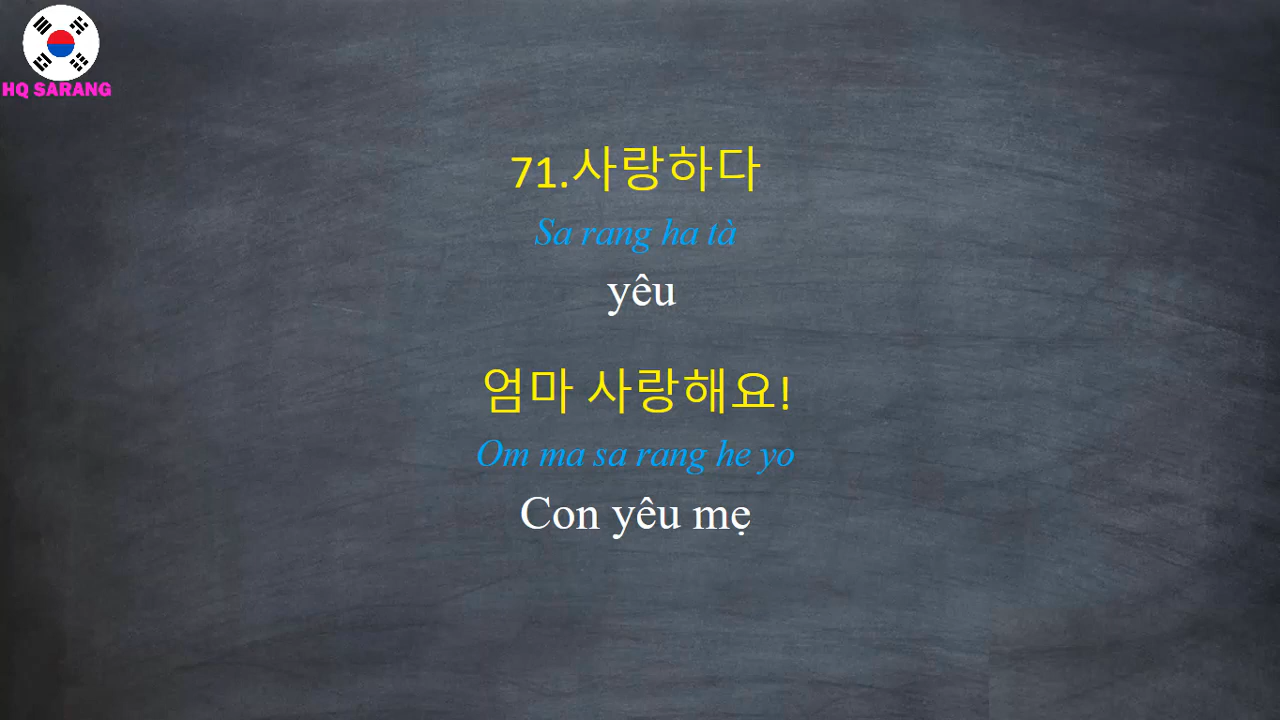 HQ SARANG
71.사랑하다
Sa rang ha tà
yêu
엄마 사랑해요!
Om ma sa rang he yo
Con yêu mẹ